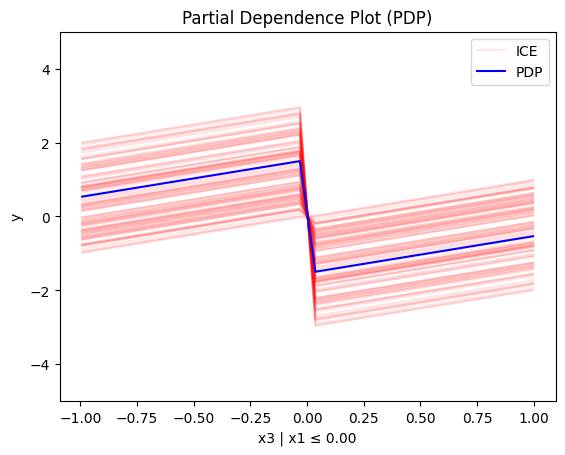 Partial Dependence Plot (PDP)
ICE
PDP
4
2
0
−2
−4
y
−1.00 −0.75 −0.50 −0.25 0.00 0.25 0.50 0.75 1.00
x3 | x1 ≤ 0.00